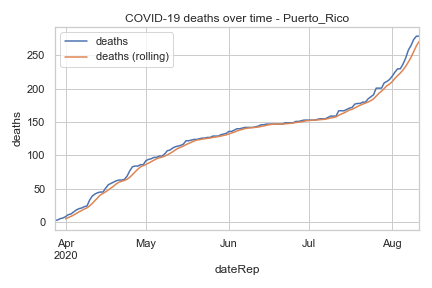 COVID-19 deaths over time - Puerto_Rico
deaths
deaths (rolling)
deaths
250
200
150
100
50
0
Apr May Jun Jul Aug
2020
dateRep